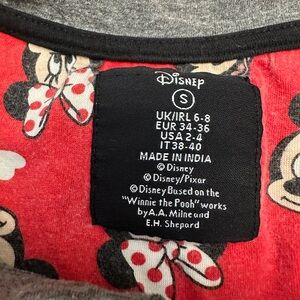 Disney
S
UK/IRL 6-8
EUR 34-36
USA 2-4
IT 38-40
MADE IN INDIA
© Disney
© Disney/Pixar
© Disney Based on the
"Winnie the Pooh" works
by A.A. Milne and
E.H. Shepard